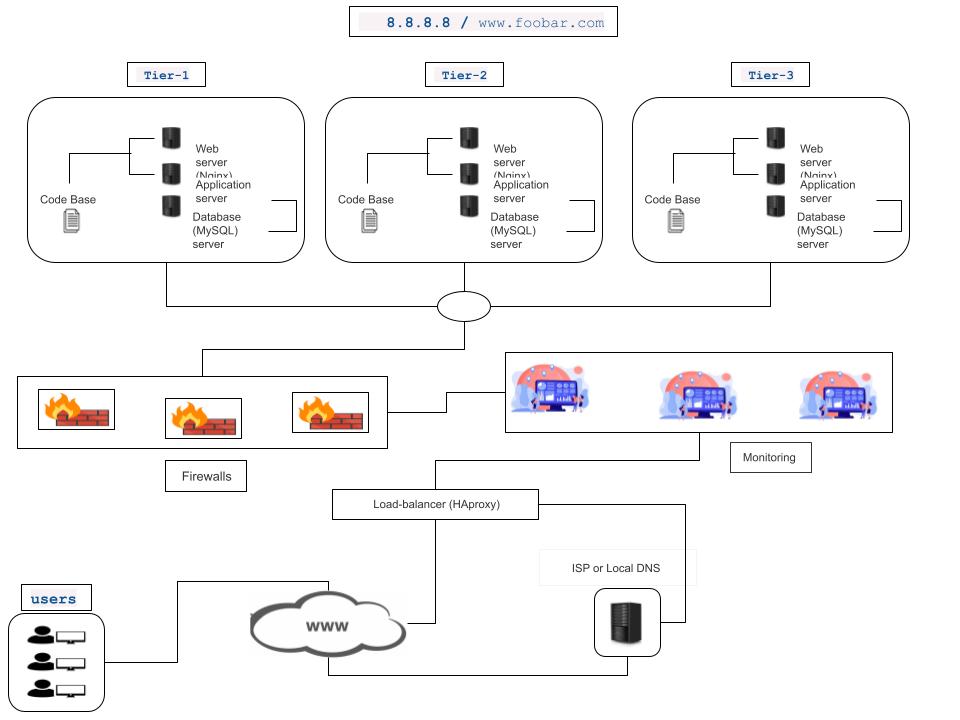 8.8.8.8 / www.foobar.com
Tier-1
Tier-2
Tier-3
Web
server
(Nginx)
Application
server
Code Base
Database
(MySQL)
server
Web
server
(Nginx)
Application
server
Code Base
Database
(MySQL)
server
Web
server
(Nginx)
Application
server
Code Base
Database
(MySQL)
server
Firewalls
Monitoring
Load-balancer (HAproxy)
ISP or Local DNS
users
www